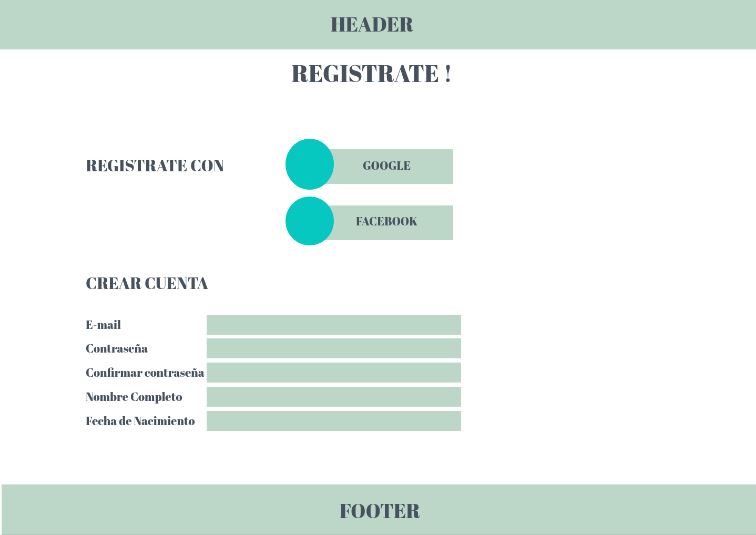 HEADER
REGISTRATE !
REGISTRATE CON
GOOGLE
FACEBOOK
CREAR CUENTA
E-mail
Contraseña
Confirmar contraseña
Nombre Completo
Fecha de Nacimiento
FOOTER